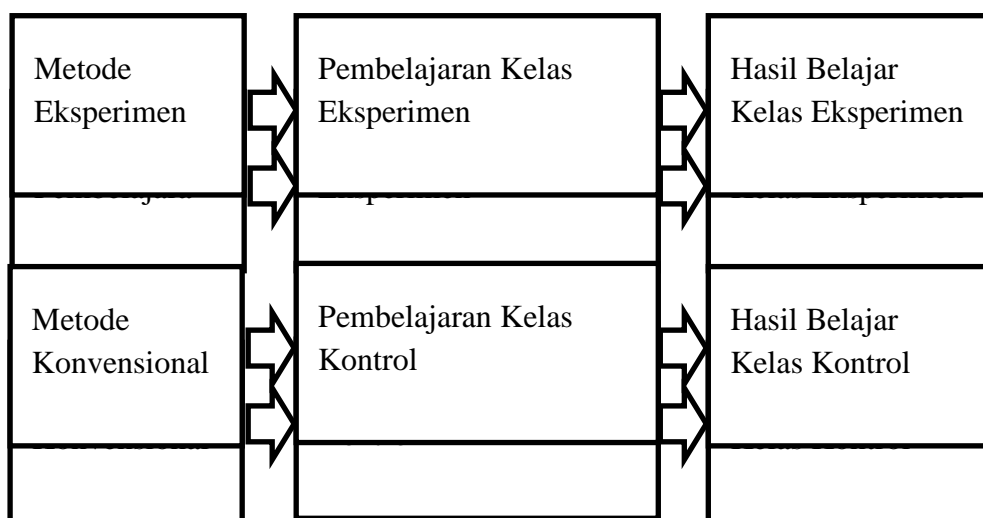 Metode
Eksperimen
Pembelajaran Kelas
Eksperimen
Hasil Belajar
Kelas Eksperimen
Metode
Konvensional
Pembelajaran Kelas
Kontrol
Hasil Belajar
Kelas Kontrol